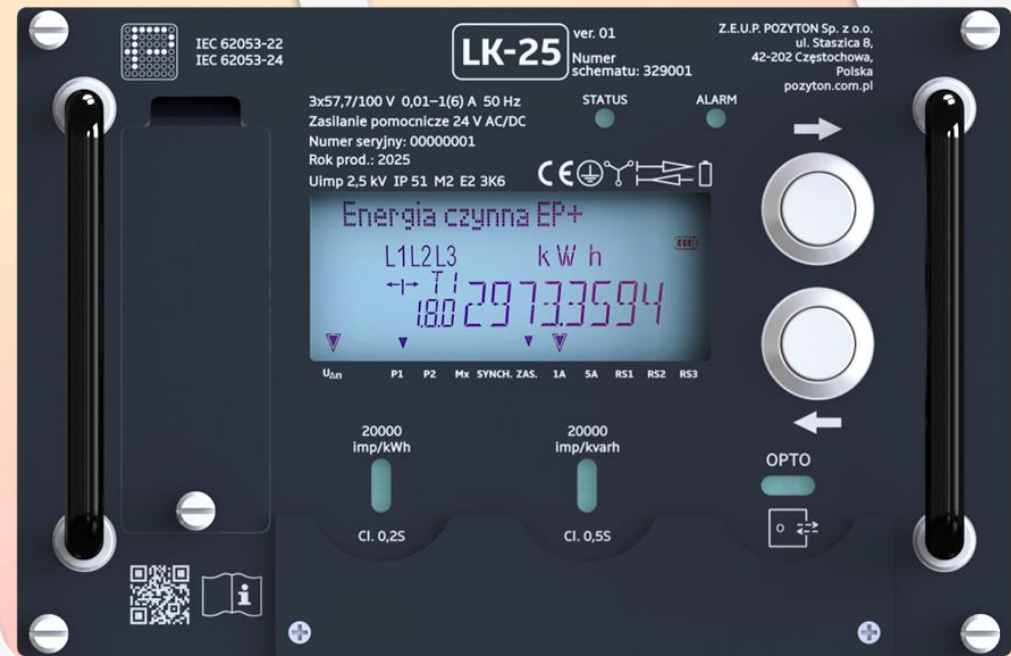 IEC 62053-22
IEC 62053-24
LK-25
ver. 01
Numer
schematu: 329001
Z.E.U.P. POZYTON Sp. z o.o.
ul. Staszica 8,
42-202 Częstochowa,
Polska
pozyton.com.pl
3x57,7/100 V 0,01–1(6) A 50 Hz
Zasilanie pomocnicze 24 V AC/DC
Numer seryjny: 00000001
Rok prod.: 2025
Uimp 2,5 kV IP 51 M2 E2 3K6
STATUS
ALARM
CE
Energia czynna EP+
L1L2L3 kWh
T1
1.8.0 2973.3594
UΔn P1 P2 Mx SYNCH. ZAS. 1A 5A RS1 RS2 RS3
20000
imp/kWh
Cl. 0,2S
20000
imp/kvarh
Cl. 0,5S
OPTO